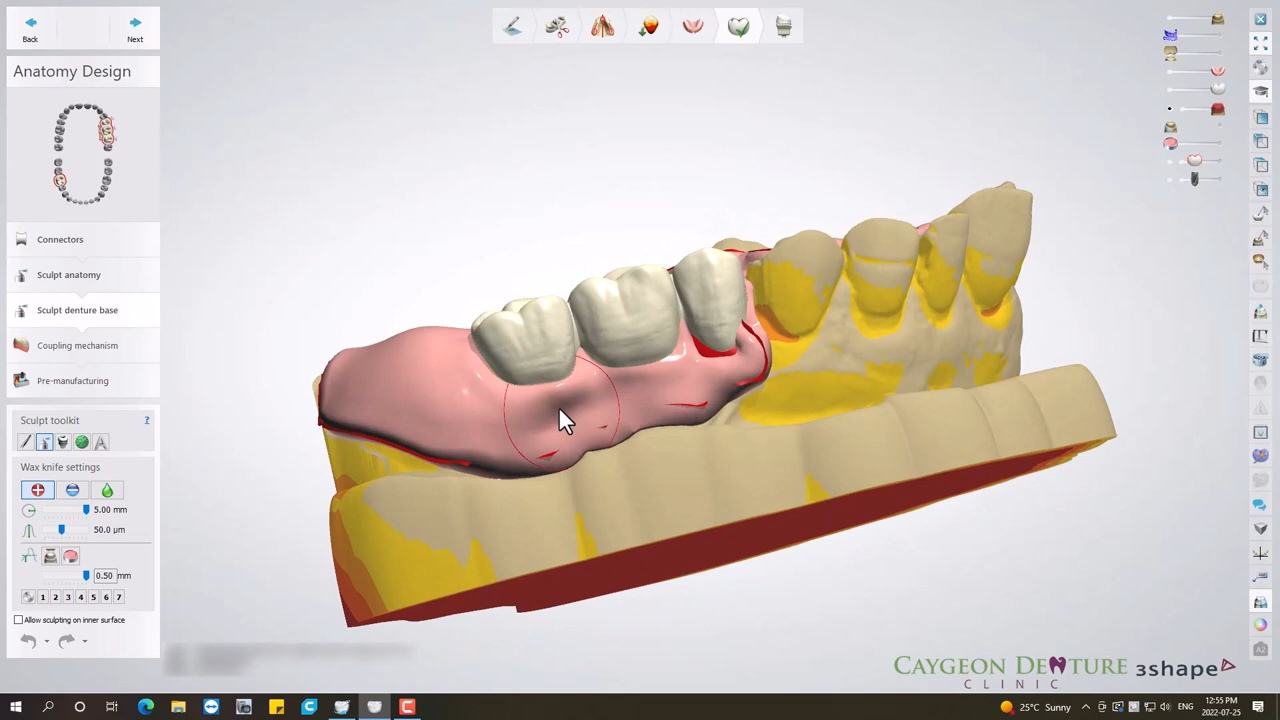 Back
Next
Anatomy Design
Connectors
Sculpt anatomy
Sculpt denture base
Coupling mechanism
Pre-manufacturing
Sculpt toolkit
?
Wax knife settings
5.00 mm
50.0 µm
0.50 mm
1 2 3 4 5 6 7
Allow sculpting on inner surface
A2
CAYGEON DENTURE
CLINIC
3shape
25°C Sunny
ENG
12:55 PM
2022-07-25